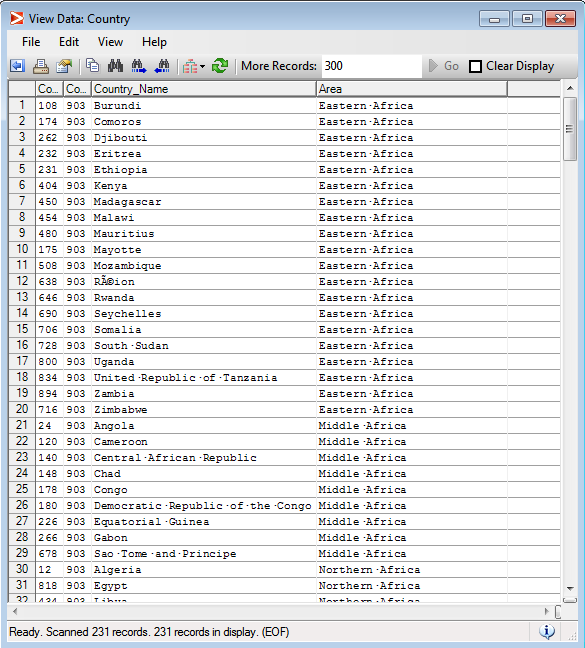 View Data: Country
File Edit View Help
More Records: 300 Go Clear Display
Co... Co... Country_Name Area
1 108 903 Burundi Eastern·Africa
2 174 903 Comoros Eastern·Africa
3 262 903 Djibouti Eastern·Africa
4 232 903 Eritrea Eastern·Africa
5 231 903 Ethiopia Eastern·Africa
6 404 903 Kenya Eastern·Africa
7 450 903 Madagascar Eastern·Africa
8 454 903 Malawi Eastern·Africa
9 480 903 Mauritius Eastern·Africa
10 175 903 Mayotte Eastern·Africa
11 508 903 Mozambique Eastern·Africa
12 638 903 RÃ©ion Eastern·Africa
13 646 903 Rwanda Eastern·Africa
14 690 903 Seychelles Eastern·Africa
15 706 903 Somalia Eastern·Africa
16 728 903 South·Sudan Eastern·Africa
17 800 903 Uganda Eastern·Africa
18 834 903 United·Republic·of·Tanzania Eastern·Africa
19 894 903 Zambia Eastern·Africa
20 716 903 Zimbabwe Eastern·Africa
21 24 903 Angola Middle·Africa
22 120 903 Cameroon Middle·Africa
23 140 903 Central·African·Republic Middle·Africa
24 148 903 Chad Middle·Africa
25 178 903 Congo Middle·Africa
26 180 903 Democratic·Republic·of·the·Congo Middle·Africa
27 226 903 Equatorial·Guinea Middle·Africa
28 266 903 Gabon Middle·Africa
29 678 903 Sao·Tome·and·Principe Middle·Africa
30 12 903 Algeria Northern·Africa
31 818 903 Egypt Northern·Africa
32 434 903 Libya Northern·Africa
Ready. Scanned 231 records. 231 records in display. (EOF)